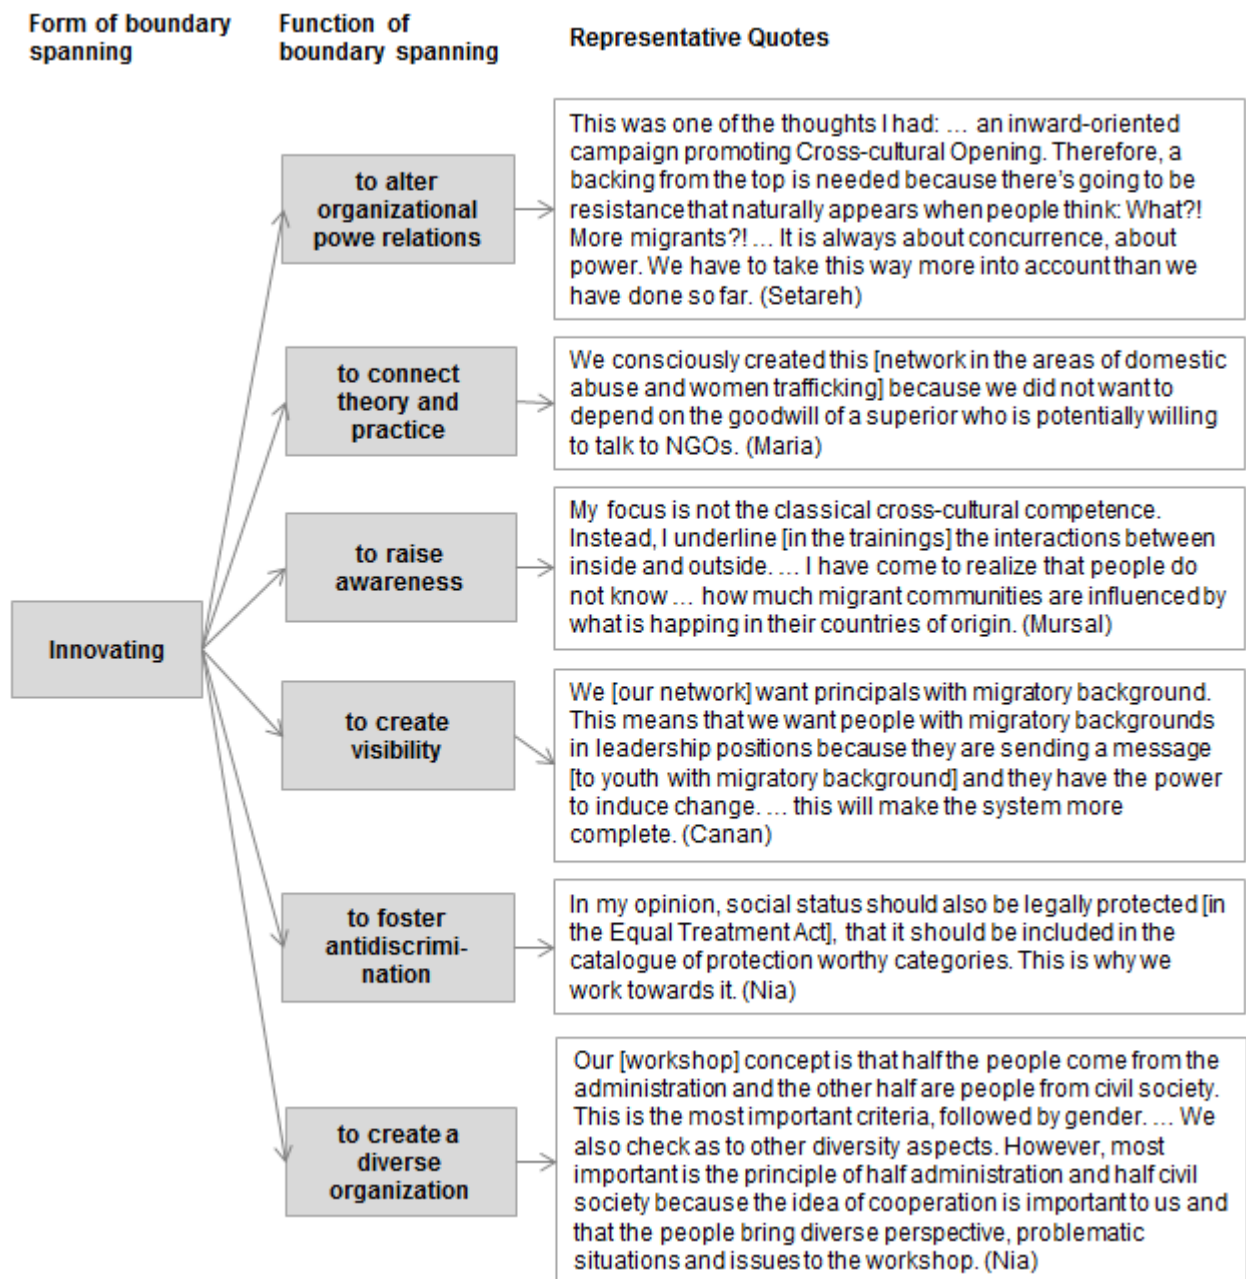 Form of boundary
spanning
Function of
boundary spanning
Representative Quotes
Innovating
to alter
organizational
powe relations
This was one of the thoughts I had: … an inward-oriented
campaign promoting Cross-cultural Opening. Therefore, a
backing from the top is needed because there's going to be
resistance that naturally appears when people think: What?!
More migrants?! … It is always about concurrence, about
power. We have to take this way more into account than we
have done so far. (Setareh)
to connect
theory and
practice
We consciously created this [network in the areas of domestic
abuse and women trafficking] because we did not want to
depend on the goodwill of a superior who is potentially willing
to talk to NGOs. (Maria)
to raise
awareness
My focus is not the classical cross-cultural competence.
Instead, I underline [in the trainings] the interactions between
inside and outside. … I have come to realize that people do
not know … how much migrant communities are influenced by
what is happing in their countries of origin. (Mursal)
to create
visibility
We [our network] want principals with migratory background.
This means that we want people with migratory backgrounds
in leadership positions because they are sending a message
[to youth with migratory background] and they have the power
to induce change. … this will make the system more
complete. (Canan)
to foster
antidiscrimi-
nation
In my opinion, social status should also be legally protected [in
the Equal Treatment Act], that it should be included in the
catalogue of protection worthy categories. This is why we
work towards it. (Nia)
to create a
diverse
organization
Our [workshop] concept is that half the people come from the
administration and the other half are people from civil society.
This is the most important criteria, followed by gender. … We
also check as to other diversity aspects. However, most
important is the principle of half administration and half civil
society because the idea of cooperation is important to us and
that the people bring diverse perspective, problematic
situations and issues to the workshop. (Nia)